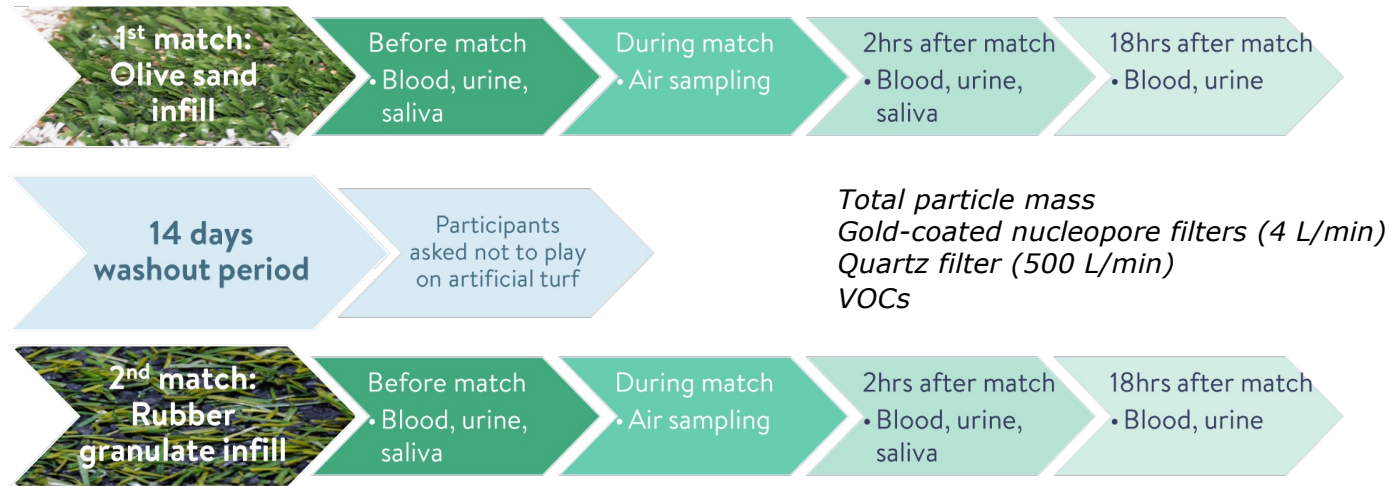 1st match:
Olive sand
infill
Before match
• Blood, urine,
saliva
During match
• Air sampling
2hrs after match
• Blood, urine,
saliva
18hrs after match
• Blood, urine
14 days
washout period
Participants
asked not to play
on artificial turf
Total particle mass
Gold-coated nucleopore filters (4 L/min)
Quartz filter (500 L/min)
VOCs
2nd match:
Rubber
granulate infill
Before match
• Blood, urine,
saliva
During match
• Air sampling
2hrs after match
• Blood, urine,
saliva
18hrs after match
• Blood, urine